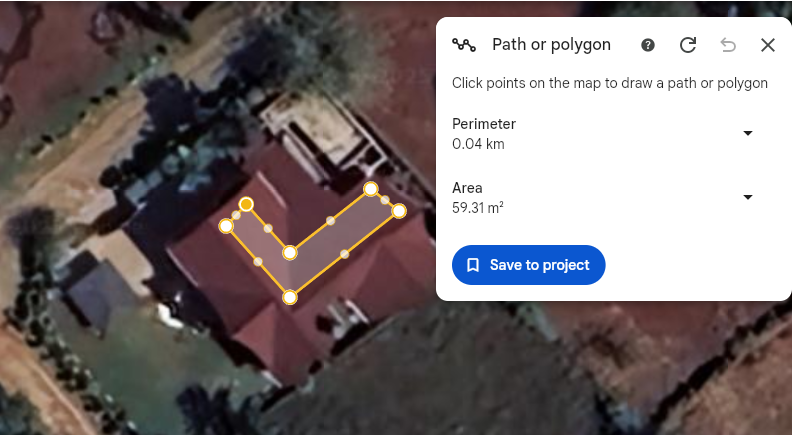 Path or polygon
Click points on the map to draw a path or polygon
Perimeter
0.04 km
Area
59.31 m²
Save to project